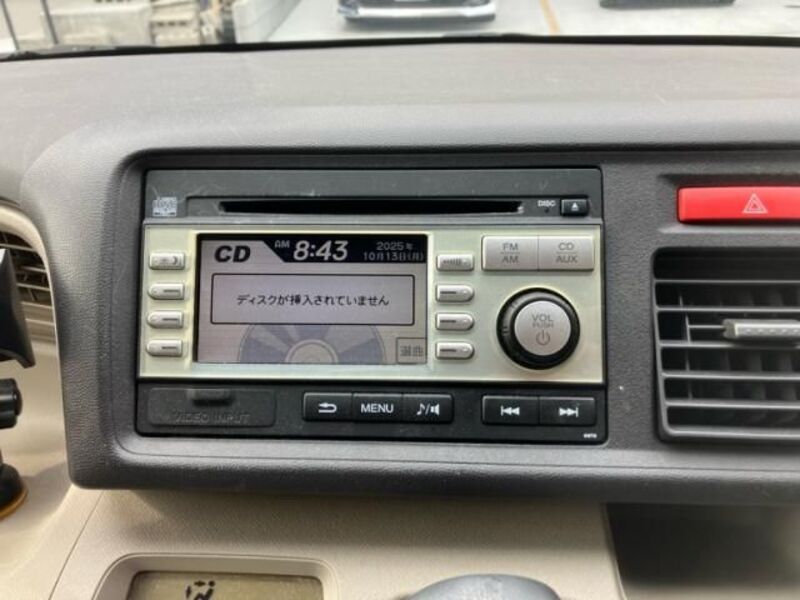 DISC
CD AM 8:43 2025年
10月13日(月)
ディスクが挿入されていません
選曲
FM
AM
CD
AUX
VOL
PUSH
VIDEO INPUT
MENU